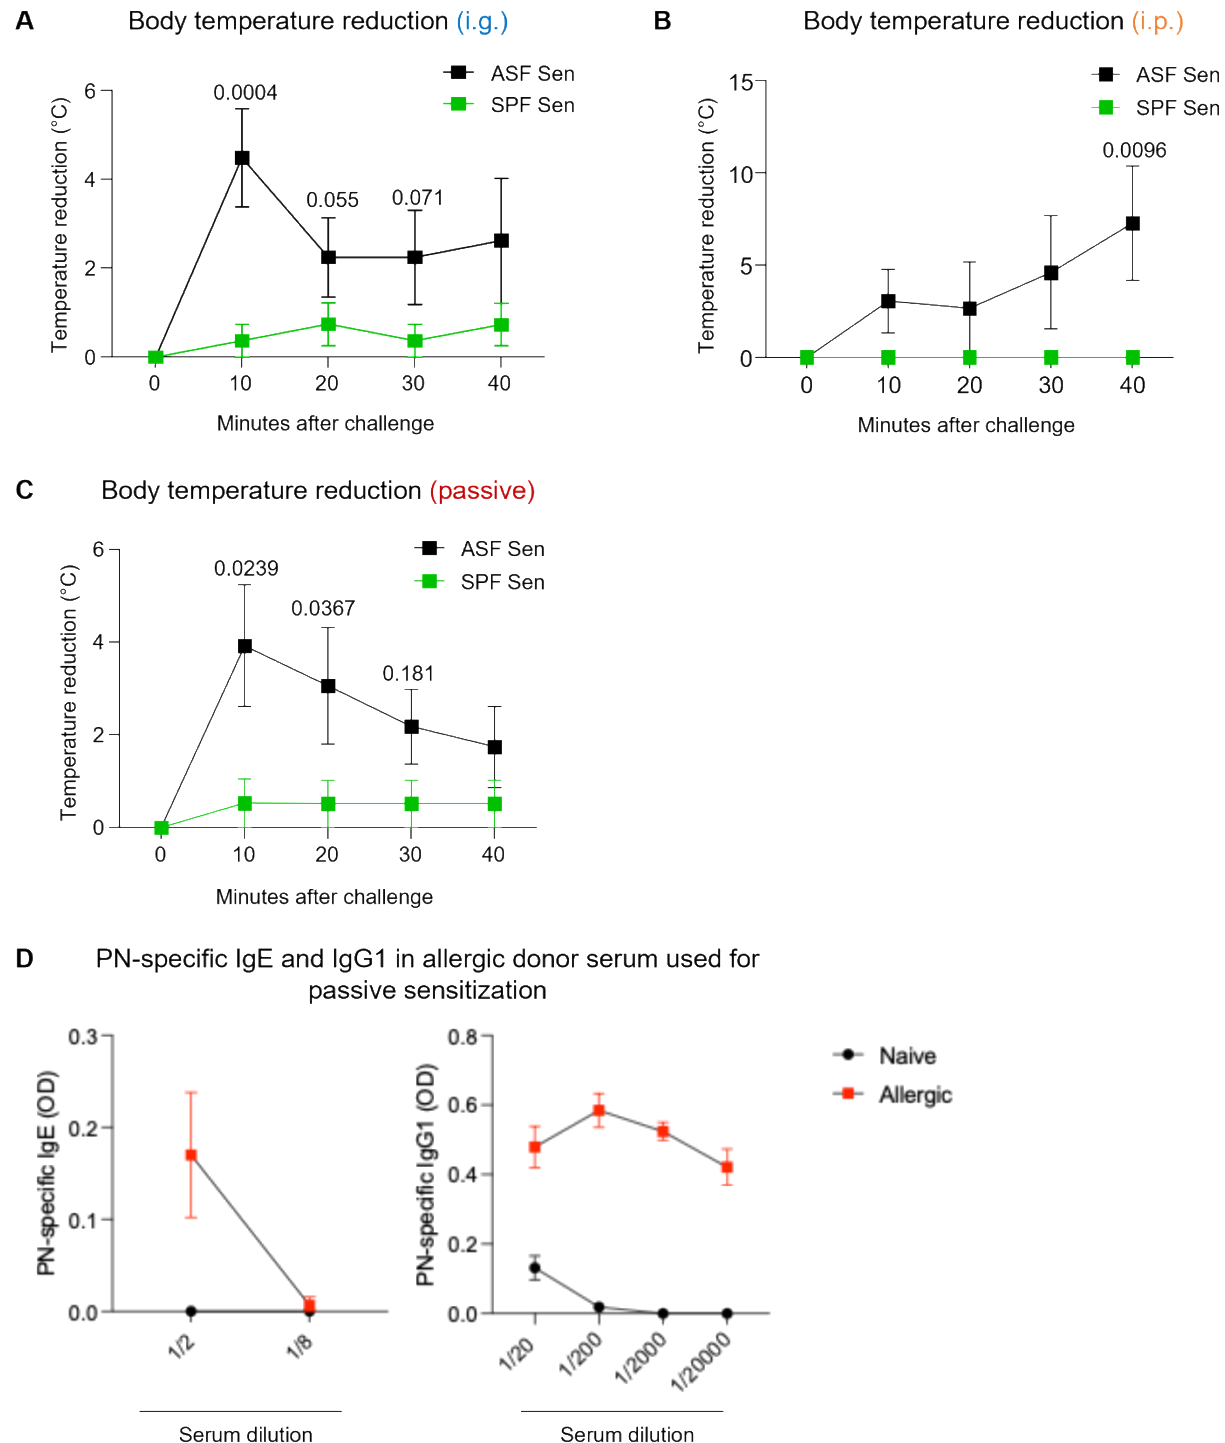 A
Body temperature reduction (i.g.)
ASF Sen
SPF Sen
Temperature reduction (°C)
6
4
2
0
0.0004
0.055
0.071
0
10
20
30
40
Minutes after challenge
B
Body temperature reduction (i.p.)
ASF Sen
SPF Sen
Temperature reduction (°C)
15
10
5
0
0.0096
0
10
20
30
40
Minutes after challenge
C
Body temperature reduction (passive)
ASF Sen
SPF Sen
Temperature reduction (°C)
6
4
2
0
0.0239
0.0367
0.181
0
10
20
30
40
Minutes after challenge
D
PN-specific IgE and IgG1 in allergic donor serum used for
passive sensitization
PN-specific IgE (OD)
0.3
0.2
0.1
0.0
1/2
1/8
Serum dilution
PN-specific IgG1 (OD)
0.8
0.6
0.4
0.2
0.0
1/20
1/200
1/2000
1/20000
Serum dilution
Naive
Allergic